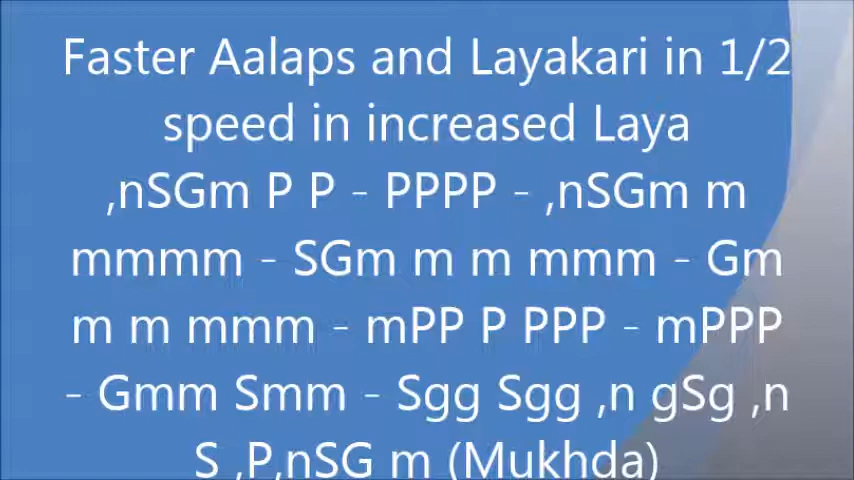 Faster Aalaps and Layakari in 1/2
speed in increased Laya
,nSGm P P - PPPP - ,nSGm m
mmmm - SGm m m mmm - Gm
m m mmm - mPP P PPP - mPPP
- Gmm Smm - Sgg Sgg ,n gSg ,n
S ,P,nSG m (Mukhda)